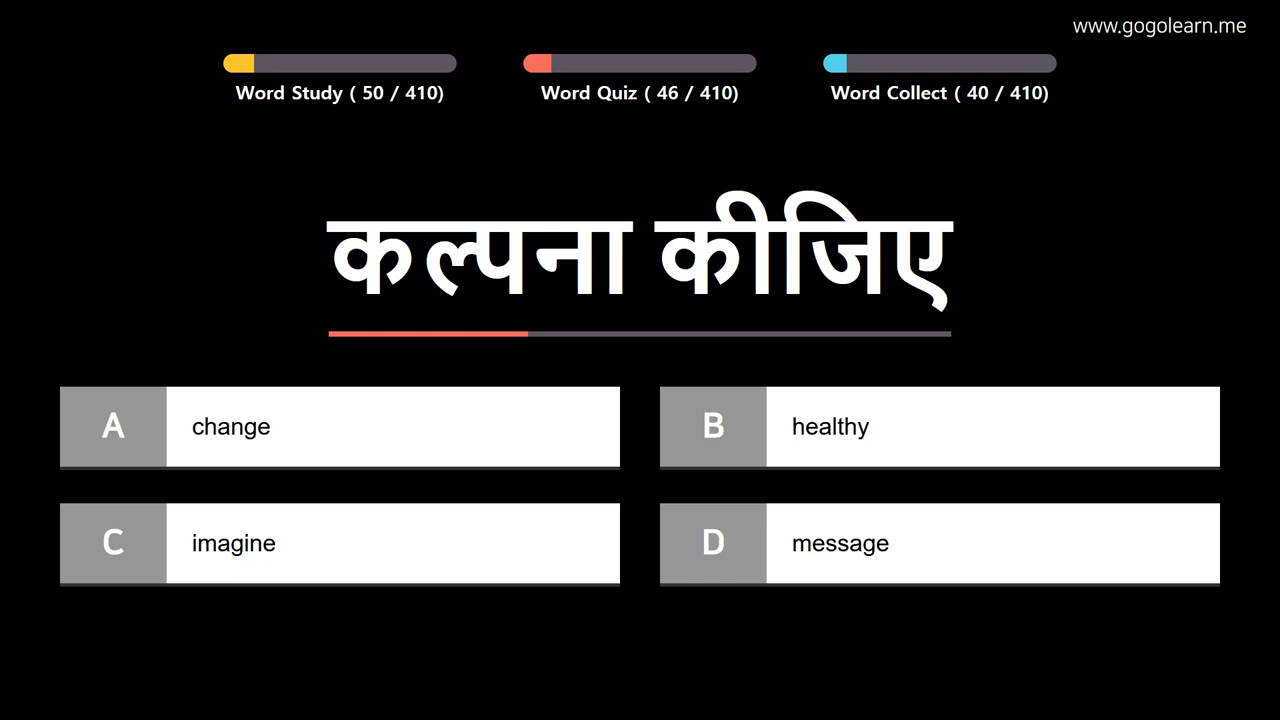 www.gogolearn.me
Word Study ( 50 / 410)
Word Quiz ( 46 / 410)
Word Collect ( 40 / 410)
कल्पना कीजिए
A change
B healthy
C imagine
D message